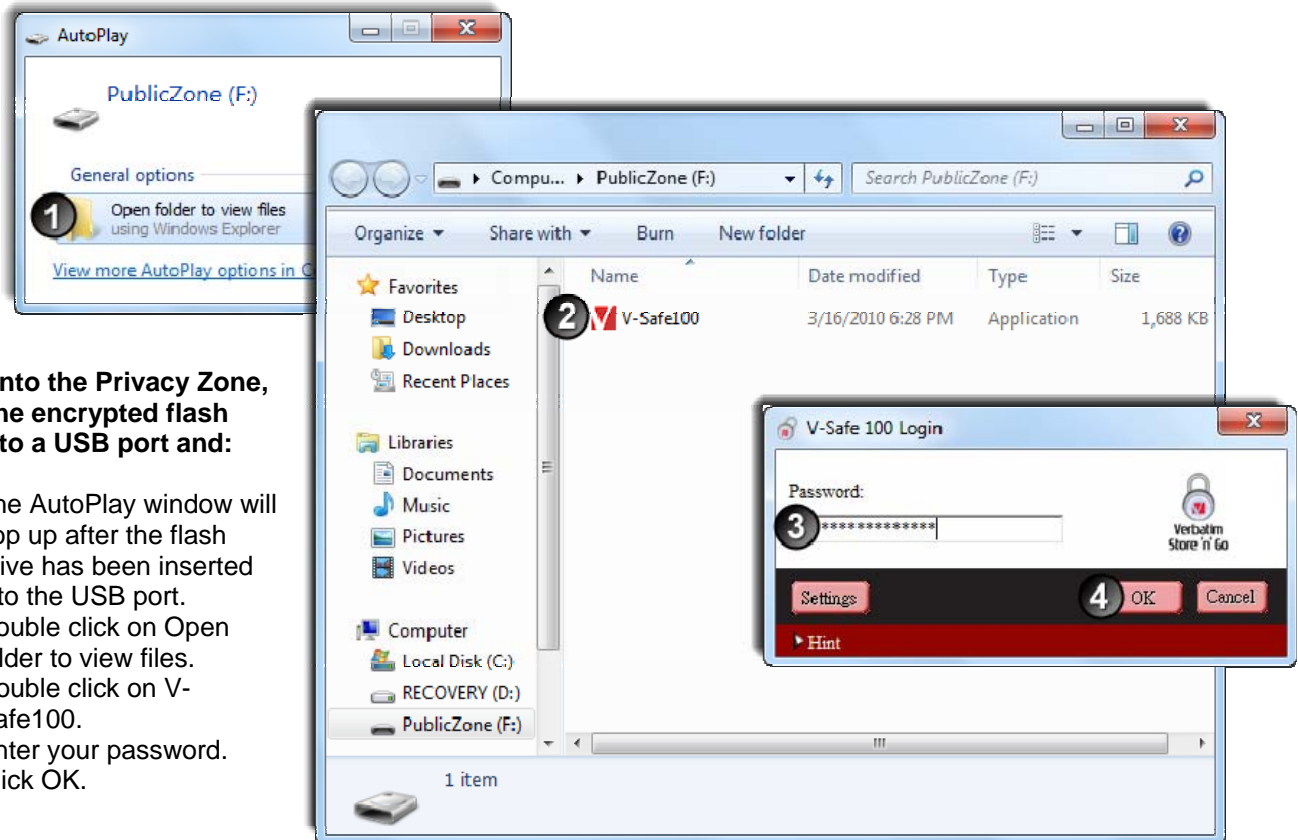 AutoPlay
PublicZone (F:)
General options
1
Open folder to view files
using Windows Explorer
View more AutoPlay options in C
Compu... PublicZone (F:)
Search PublicZone (F:)
Organize Share with Burn New folder
Favorites
Desktop
Downloads
Recent Places
Libraries
Documents
Music
Pictures
Videos
Computer
Local Disk (C:)
RECOVERY (D:)
PublicZone (F:)
Name Date modified Type Size
2 V-Safe100 3/16/2010 6:28 PM Application 1,688 KB
1 item
V-Safe 100 Login
Password:
3 *************
Verbatim
Store 'n' Go
Settings 4 OK Cancel
Hint
nto the Privacy Zone,
ne encrypted flash
to a USB port and:
ne AutoPlay window will
op up after the flash
ive has been inserted
to the USB port.
ouble click on Open
lder to view files.
ouble click on V-
afe100.
nter your password.
ick OK.